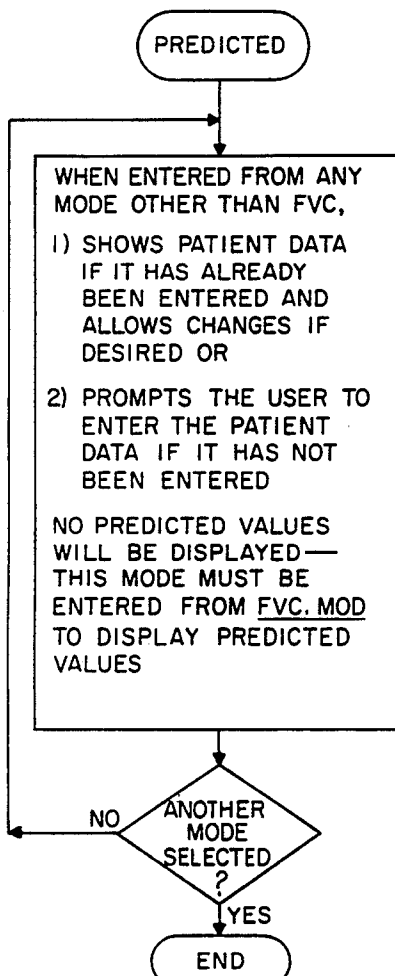 PREDICTED
WHEN ENTERED FROM ANY
MODE OTHER THAN FVC,
1) SHOWS PATIENT DATA
IF IT HAS ALREADY
BEEN ENTERED AND
ALLOWS CHANGES IF
DESIRED OR
2) PROMPTS THE USER TO
ENTER THE PATIENT
DATA IF IT HAS NOT
BEEN ENTERED
NO PREDICTED VALUES
WILL BE DISPLAYED—
THIS MODE MUST BE
ENTERED FROM FVC. MOD
TO DISPLAY PREDICTED
VALUES
ANOTHER
MODE
SELECTED
?
NO
YES
END